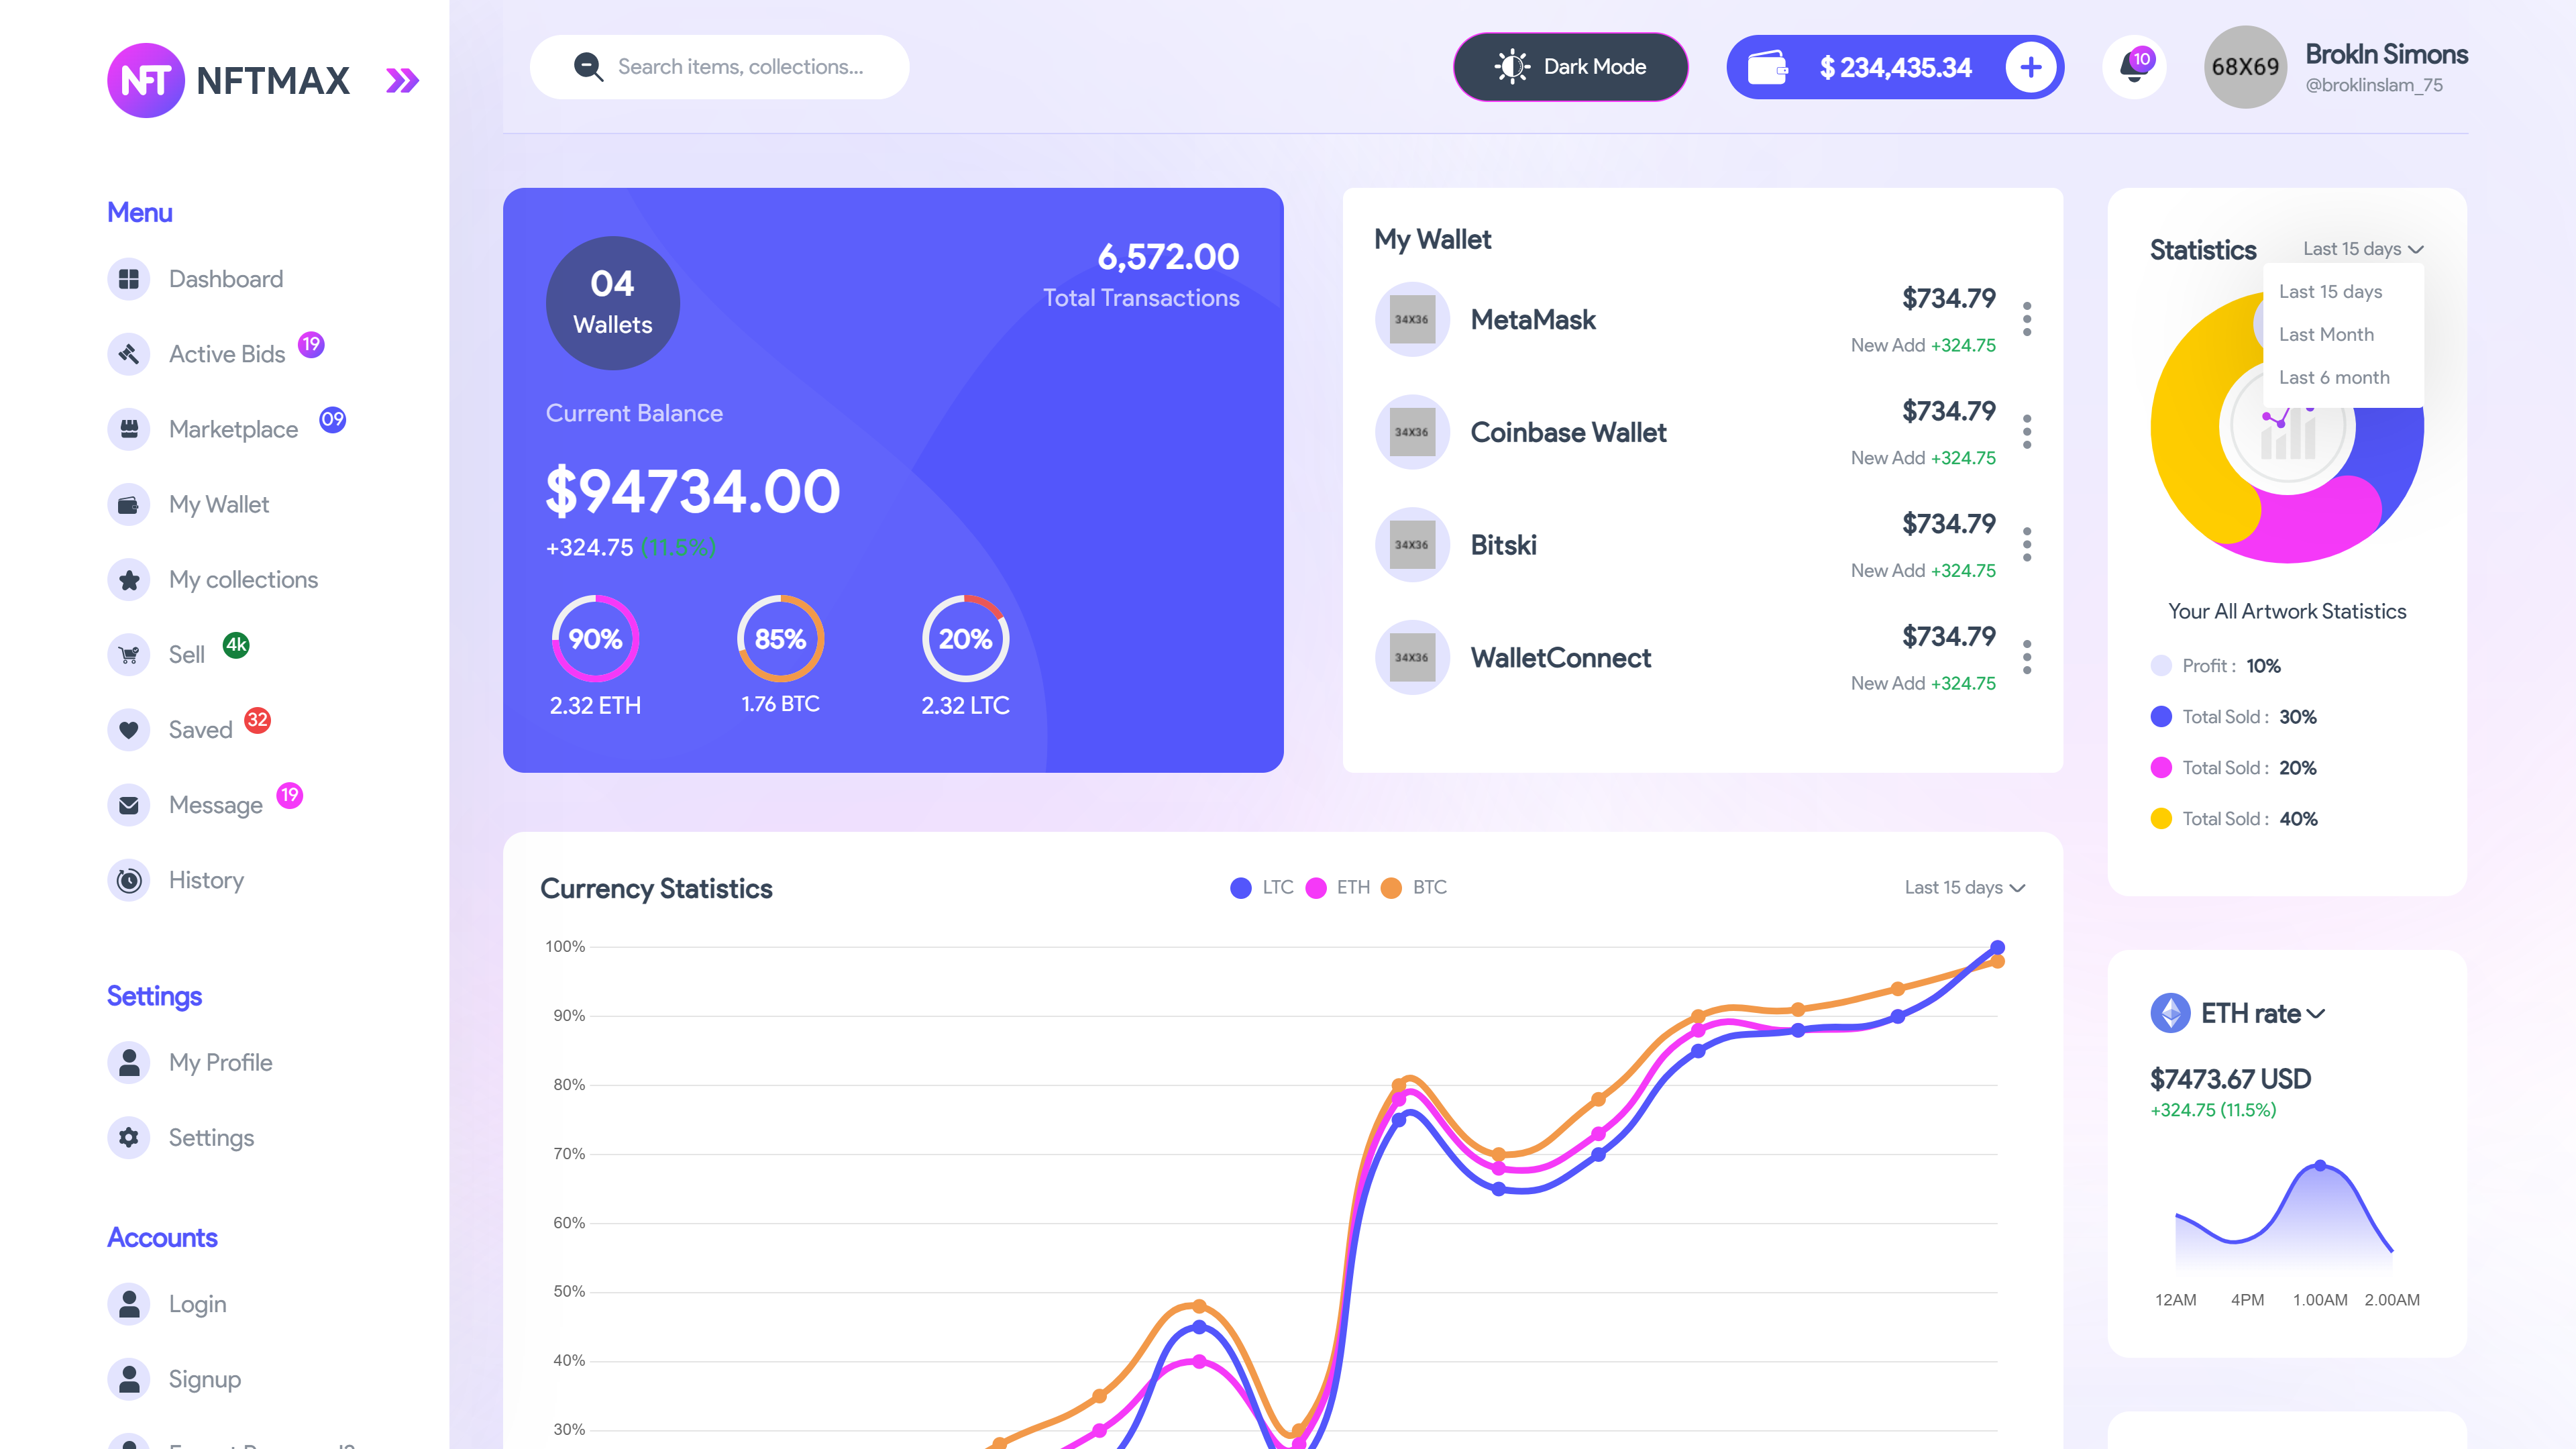 NFT NFTMAX
Menu
Dashboard
Active Bids 19
Marketplace 09
My Wallet
My collections
Sell 4k
Saved 32
Message 19
History
Settings
My Profile
Settings
Accounts
Login
Signup
Search items, collections...
Dark Mode
$ 234,435.34
10
68X69
Brokln Simons
@broklinslam_75
04
Wallets
6,572.00
Total Transactions
Current Balance
$94734.00
+324.75 (11.5%)
90%
85%
20%
2.32 ETH
1.76 BTC
2.32 LTC
My Wallet
34X36
MetaMask
$734.79
New Add +324.75
34X36
Coinbase Wallet
$734.79
New Add +324.75
34X36
Bitski
$734.79
New Add +324.75
34X36
WalletConnect
$734.79
New Add +324.75
Statistics
Last 15 days
Last 15 days
Last Month
Last 6 month
Your All Artwork Statistics
Profit : 10%
Total Sold : 30%
Total Sold : 20%
Total Sold : 40%
Currency Statistics
LTC ETH BTC
Last 15 days
100%
90%
80%
70%
60%
50%
40%
30%
ETH rate
$7473.67 USD
+324.75 (11.5%)
12AM 4PM 1.00AM 2.00AM